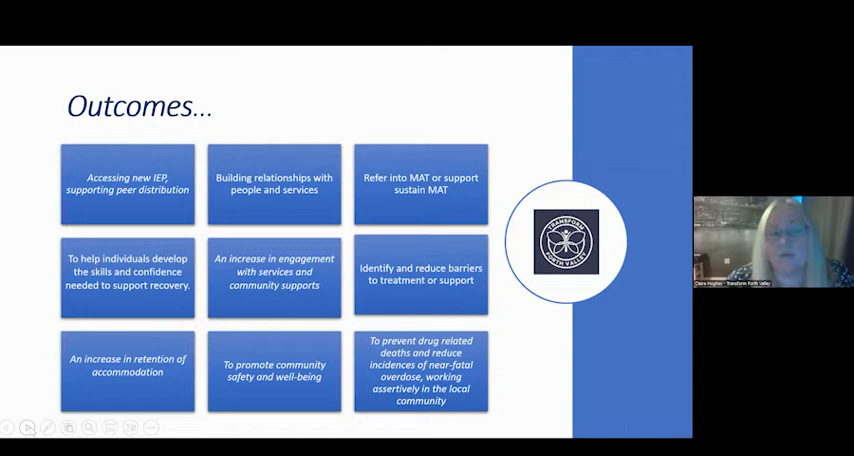 Outcomes...
Accessing new IEP,
supporting peer distribution
Building relationships with
people and services
Refer into MAT or support
sustain MAT
To help individuals develop
the skills and confidence
needed to support recovery.
An increase in engagement
with services and
community supports
Identify and reduce barriers
to treatment or support
An increase in retention of
accommodation
To promote community
safety and well-being
To prevent drug related
deaths and reduce
incidences of near-fatal
overdose, working
assertively in the local
community
TRANSFORM
FORTH VALLEY
Claire Hughes - Transform Forth Valley